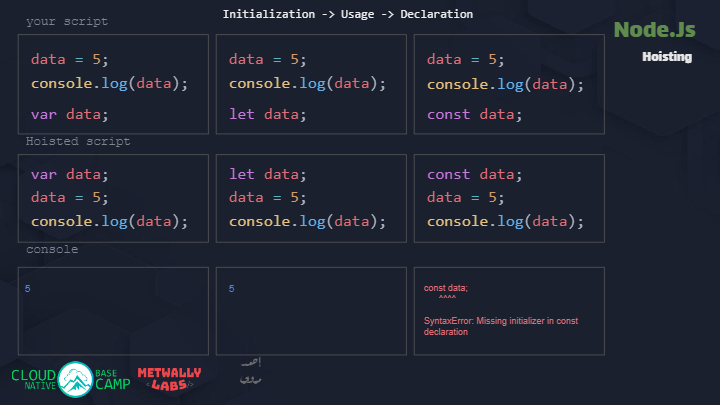 Initialization -> Usage -> Declaration
Node.Js
Hoisting
your script
data = 5;
console.log(data);
var data;
data = 5;
console.log(data);
let data;
data = 5;
console.log(data);
const data;
Hoisted script
var data;
data = 5;
console.log(data);
let data;
data = 5;
console.log(data);
const data;
data = 5;
console.log(data);
console
5
5
const data;
^^^^
SyntaxError: Missing initializer in const
declaration
CLOUD NATIVE
BASE CAMP
METWALLY
<LABS/>